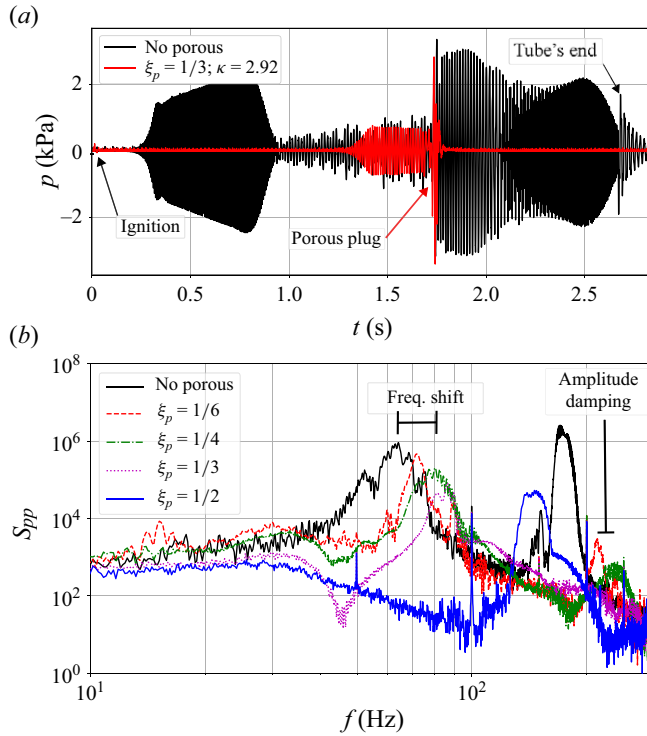 (a)
No porous
ξp = 1/3; κ = 2.92
Tube's end
2
0
−2
p (kPa)
Ignition
Porous plug
0
0.5
1.0
1.5
2.0
2.5
t (s)
(b)
10^8
10^6
10^4
10^2
10^0
Spp
No porous
ξp = 1/6
ξp = 1/4
ξp = 1/3
ξp = 1/2
Freq. shift
Amplitude
damping
10^1
10^2
f (Hz)